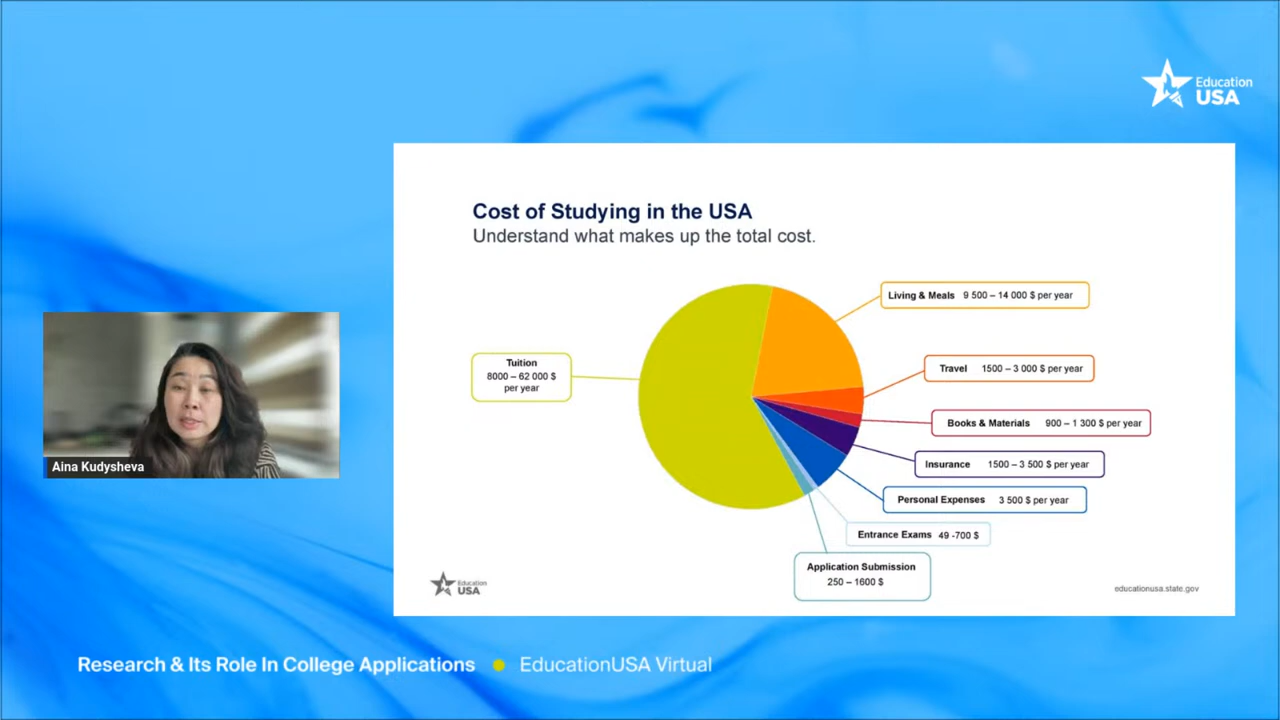 Education
USA
Cost of Studying in the USA
Understand what makes up the total cost.
Living & Meals 9 500 – 14 000 $ per year
Tuition
8000 – 62 000 $
per year
Travel 1500 – 3 000 $ per year
Books & Materials 900 – 1 300 $ per year
Insurance 1500 – 3 500 $ per year
Personal Expenses 3 500 $ per year
Entrance Exams 49 -700 $
Application Submission
250 – 1600 $
Education
USA
educationusa.state.gov
Aina Kudysheva
Research & Its Role In College Applications
EducationUSA Virtual